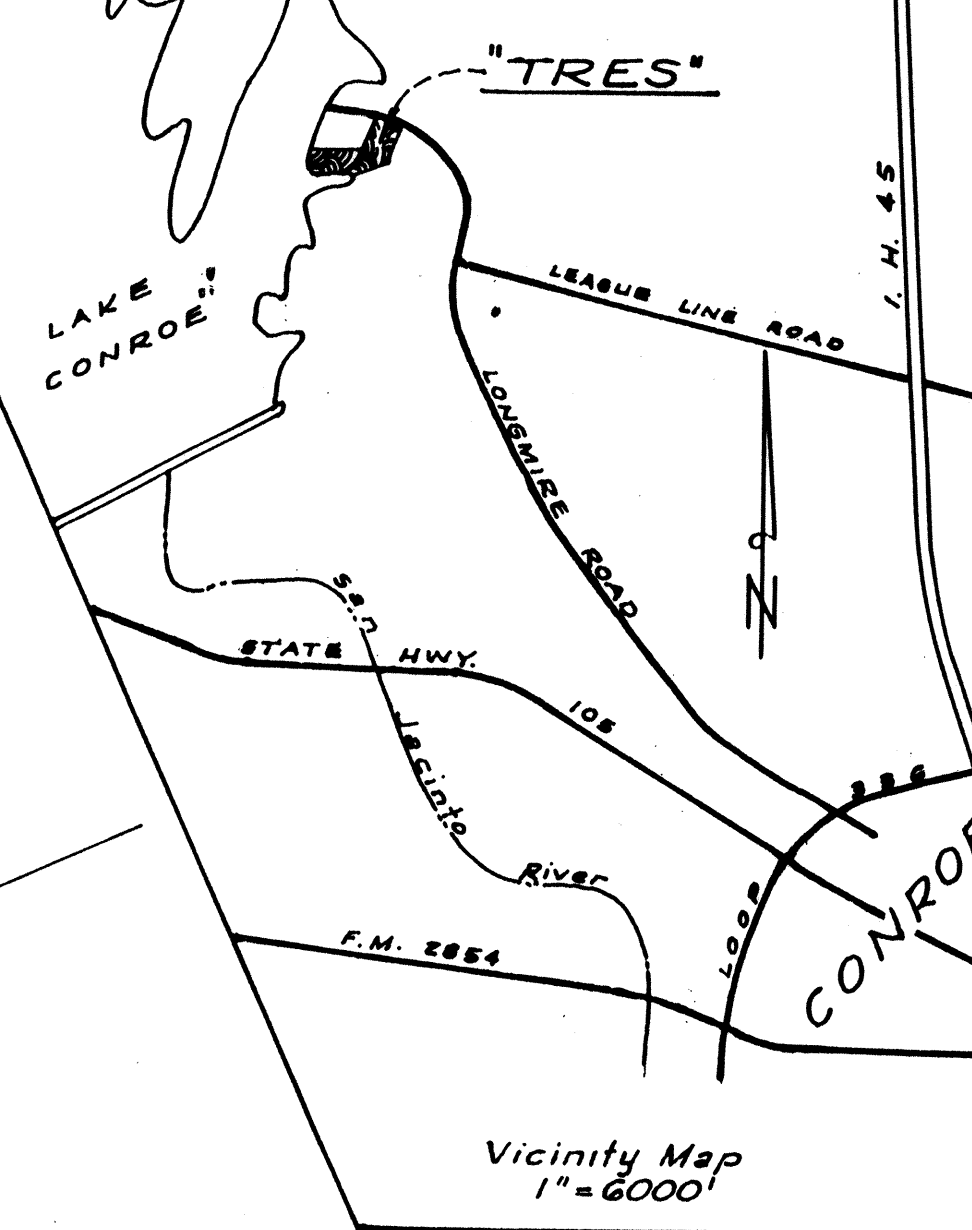 "TRES"
I. H. 45
LAKE
CONROE"
LEAGUE LINE ROAD
LONGMIRE ROAD
N
San Jacinto River
STATE HWY. 105
LOOP 336
CONROE
F.M. 2854
Vicinity Map
1"=6000'